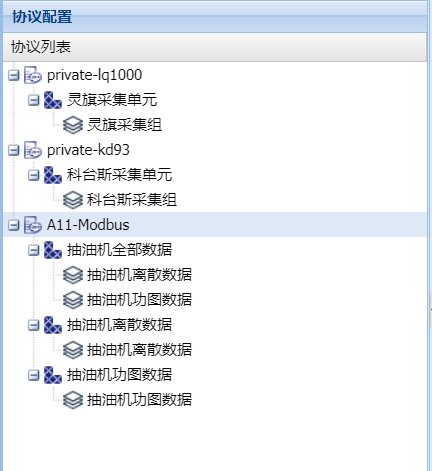 协议配置
协议列表
private-lq1000
灵旗采集单元
灵旗采集组
private-kd93
科台斯采集单元
科台斯采集组
A11-Modbus
抽油机全部数据
抽油机离散数据
抽油机功图数据
抽油机离散数据
抽油机离散数据
抽油机功图数据
抽油机功图数据